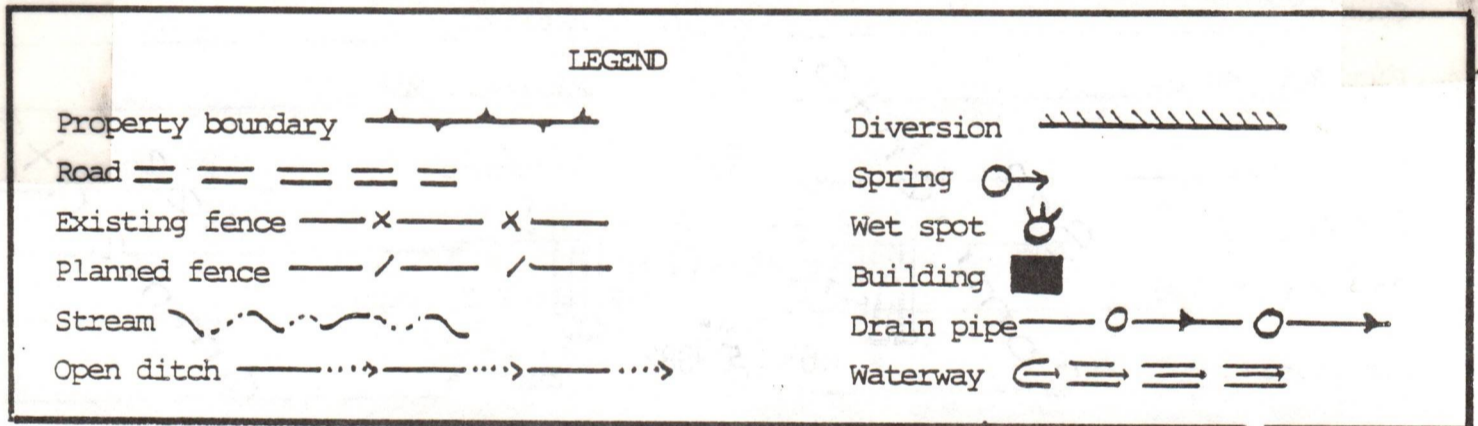 LEGEND
Property boundary
Road
Existing fence
Planned fence
Stream
Open ditch
Diversion
Spring
Wet spot
Building
Drain pipe
Waterway